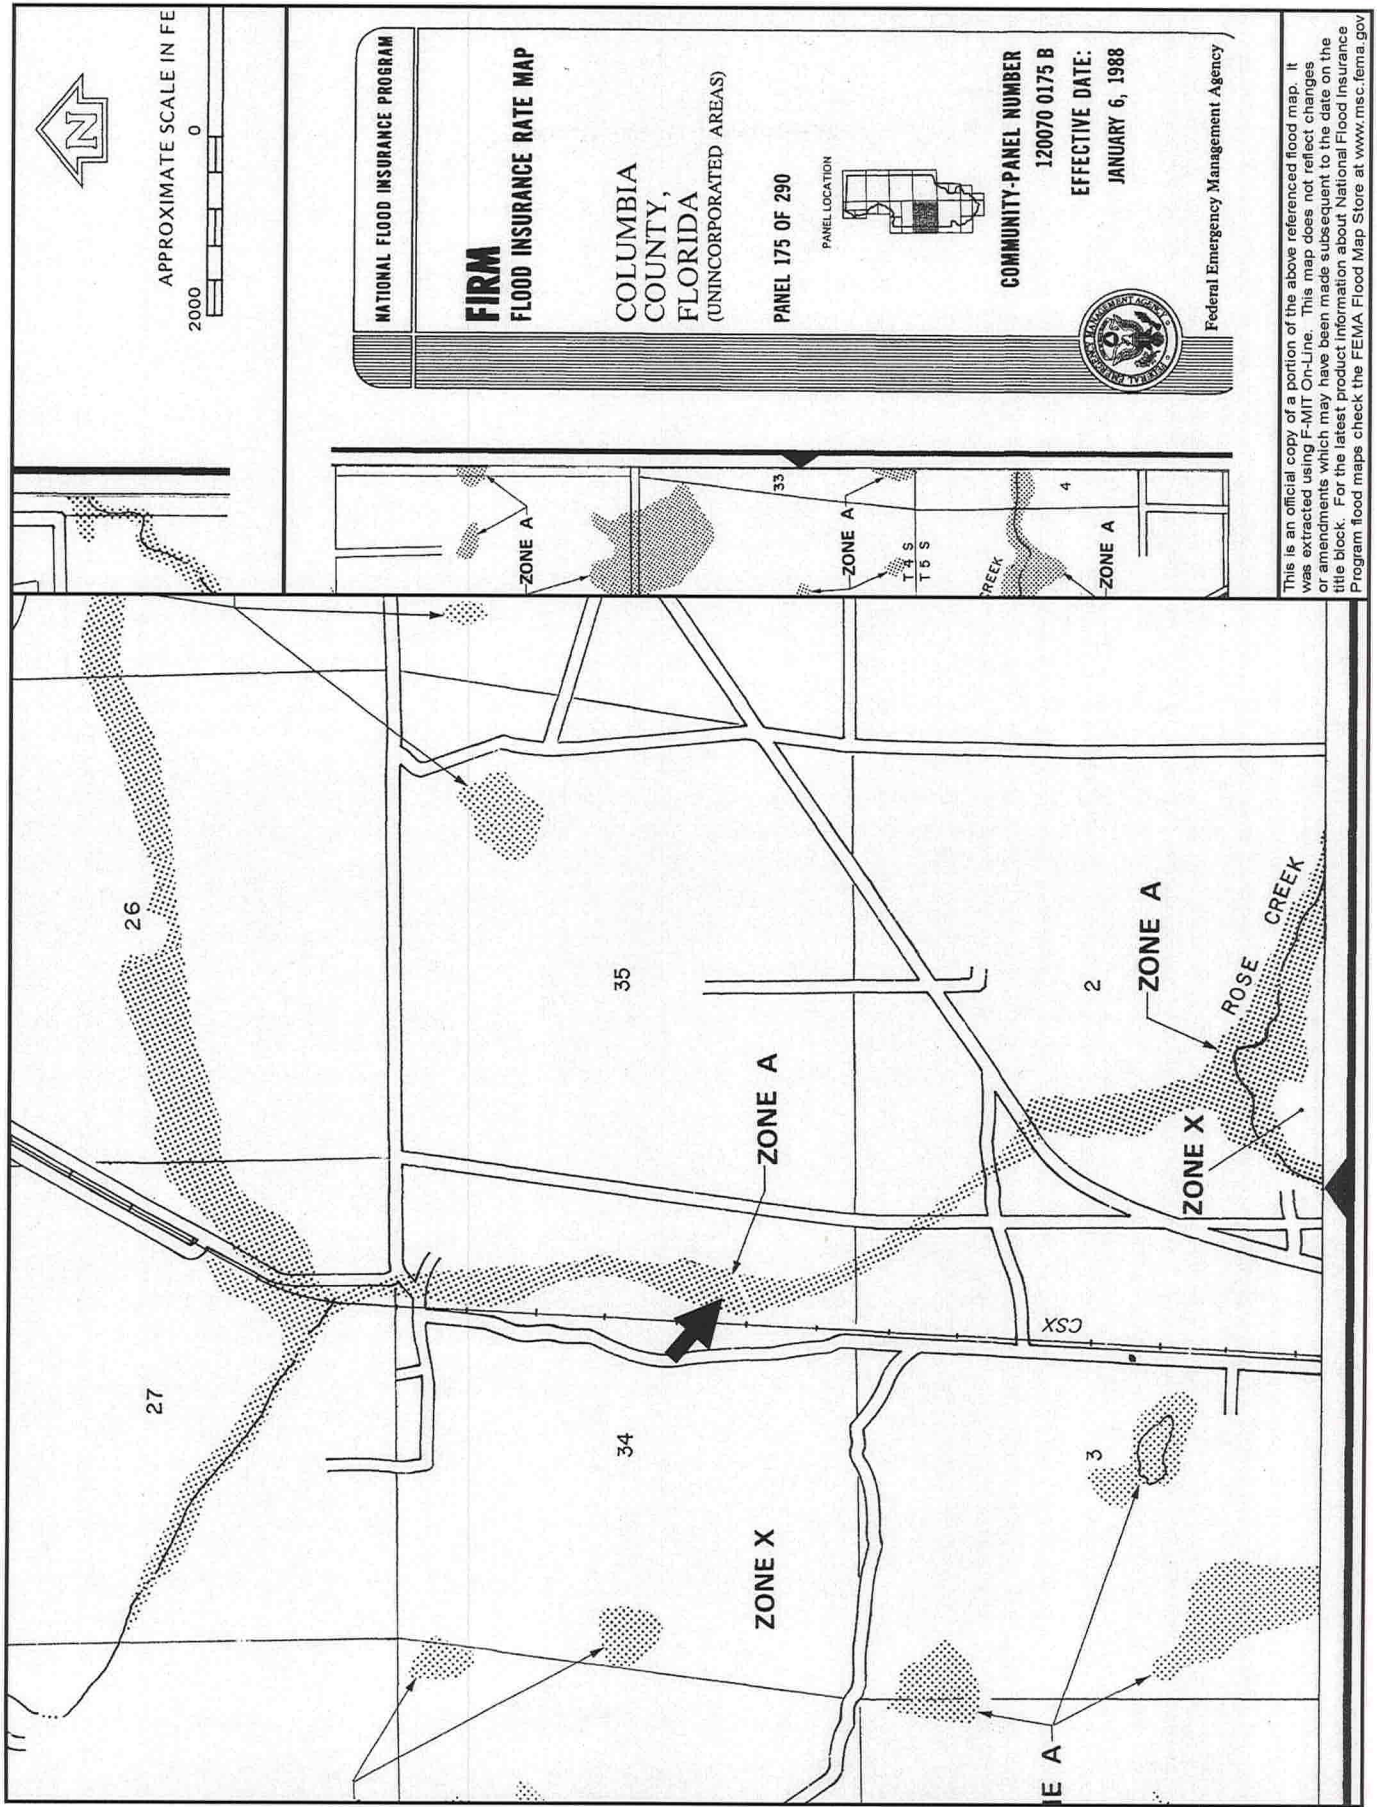 N
APPROXIMATE SCALE IN FE
2000 0
NATIONAL FLOOD INSURANCE PROGRAM
FIRM
FLOOD INSURANCE RATE MAP
COLUMBIA
COUNTY,
FLORIDA
(UNINCORPORATED AREAS)
PANEL 175 OF 290
PANEL LOCATION
COMMUNITY-PANEL NUMBER
120070 0175 B
EFFECTIVE DATE:
JANUARY 6, 1988
FEDERAL EMERGENCY MANAGEMENT AGENCY
Federal Emergency Management Agency
This is an official copy of a portion of the above referenced flood map. It
was extracted using F-MIT On-Line. This map does not reflect changes
or amendments which may have been made subsequent to the date on the
title block. For the latest product information about National Flood Insurance
Program flood maps check the FEMA Flood Map Store at www.msc.fema.gov
ZONE A
33
ZONE A
T 4 S
T 5 S
CREEK
4
ZONE A
26
27
35
34
ZONE A
ZONE X
2
ZONE A
ROSE CREEK
ZONE X
CSX
3
NE A